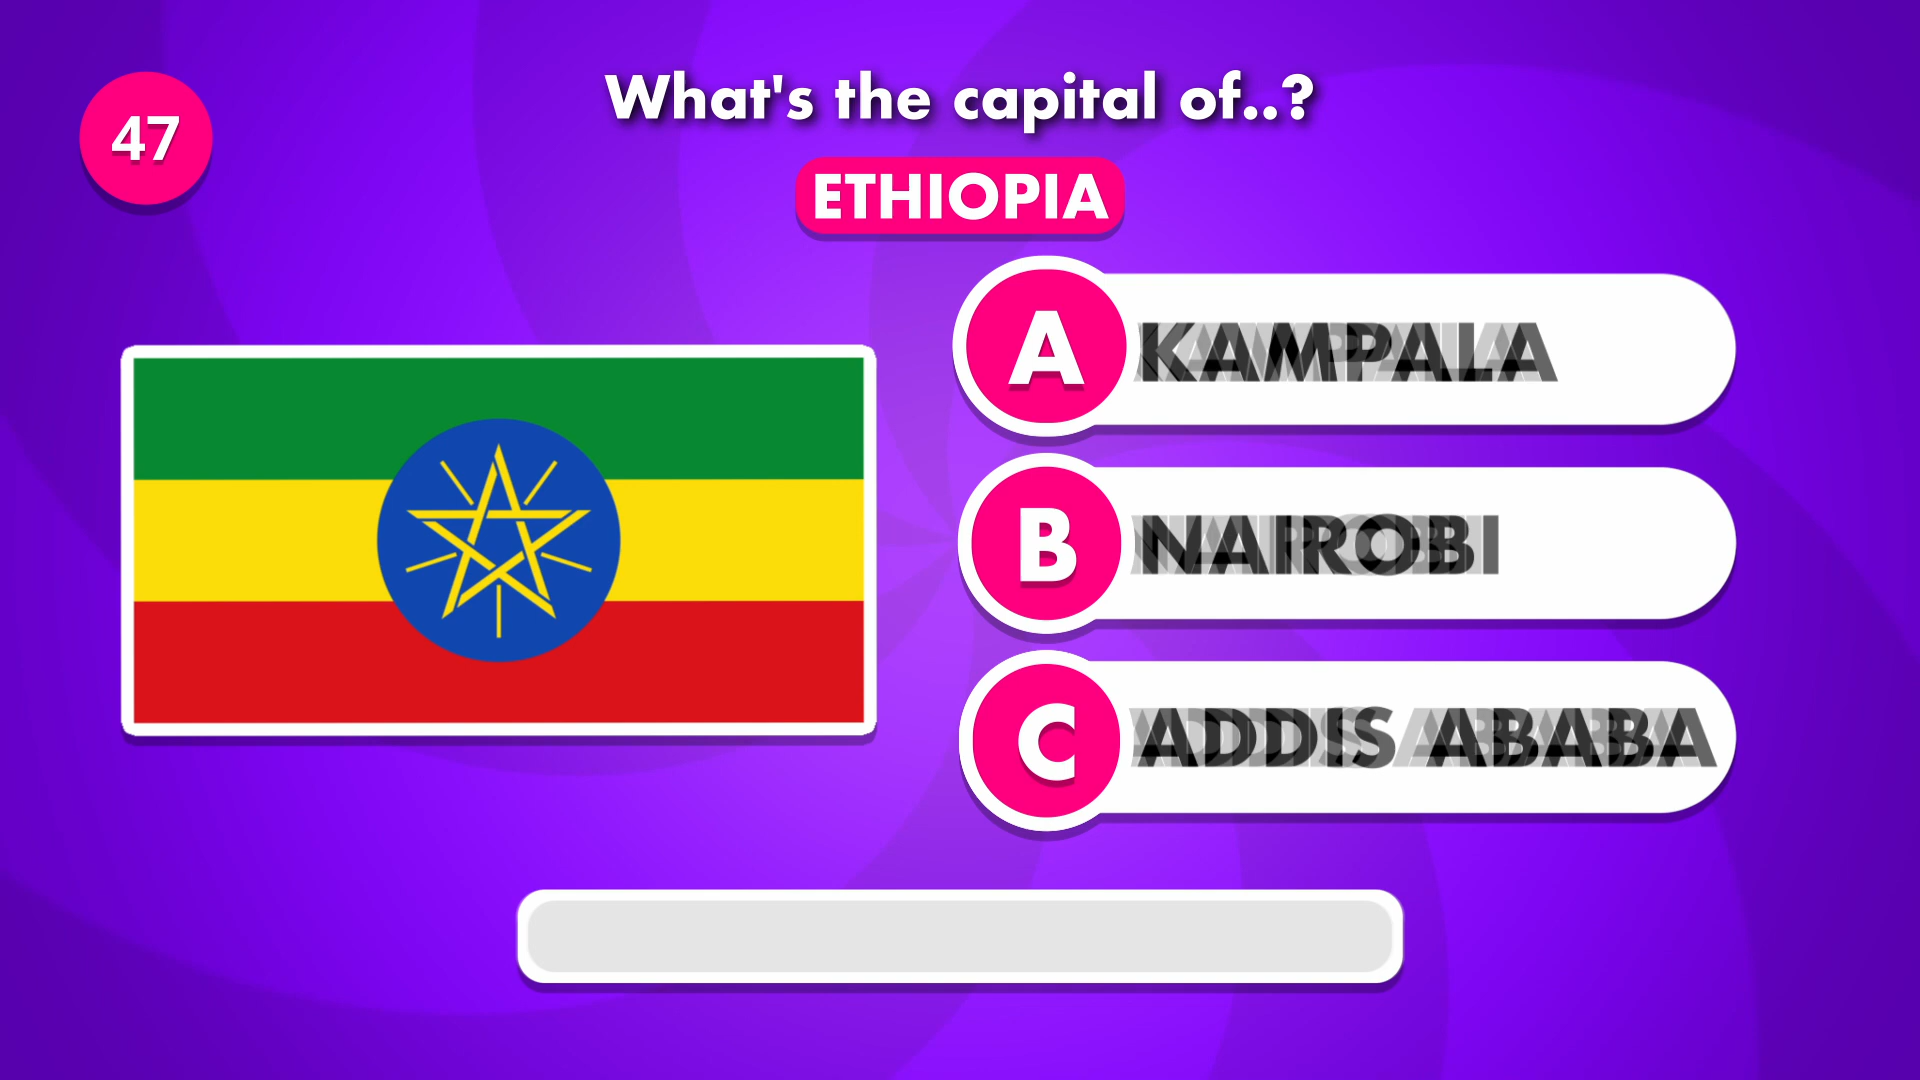 47
What's the capital of..?
ETHIOPIA
A KAMPALA
B NAIROBI
C ADDIS ABABA